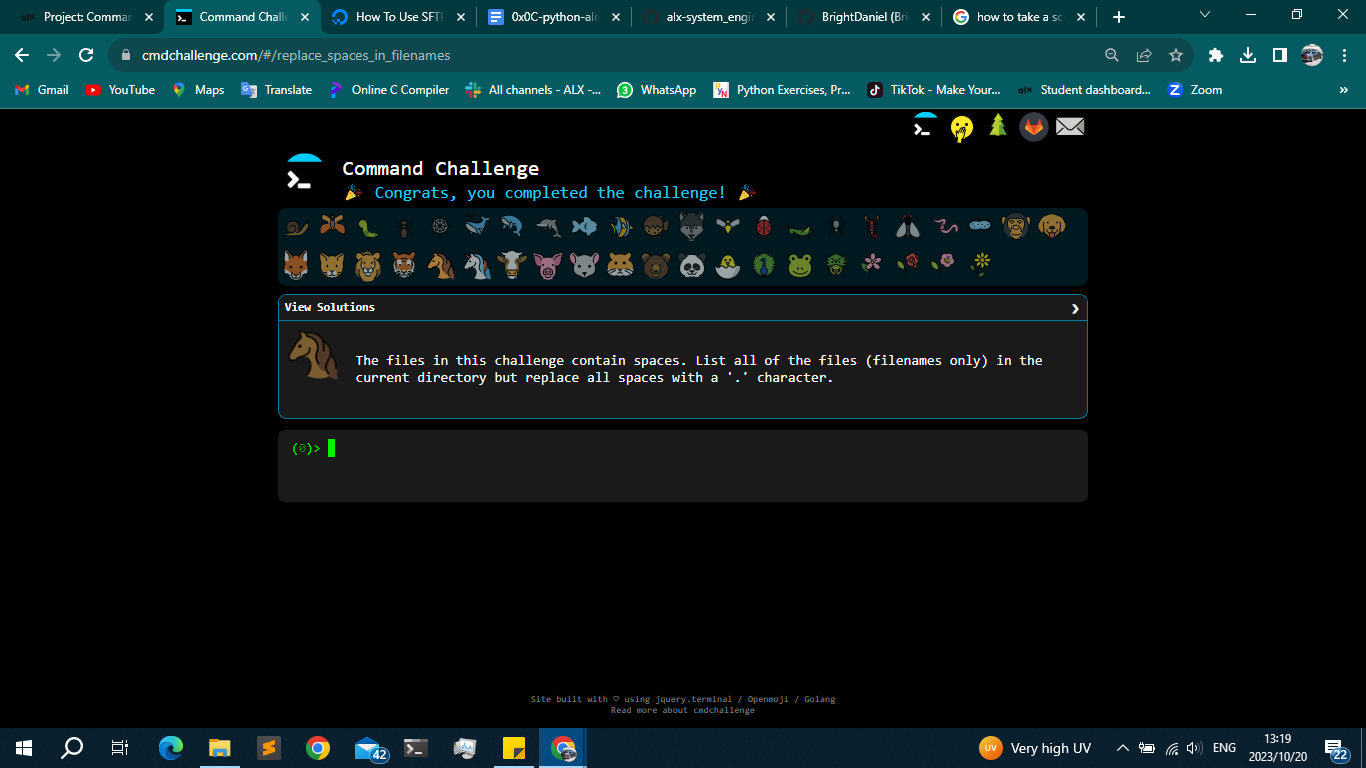 Project: Commar
Command Challe
How To Use SFTP
0x0C-python-aln
alx-system_engin
BrightDaniel (Bri
how to take a sc
cmdchallenge.com/#/replace_spaces_in_filenames
Gmail
YouTube
Maps
Translate
Online C Compiler
All channels - ALX -...
WhatsApp
Python Exercises, Pr...
TikTok - Make Your...
Student dashboard...
Zoom
Command Challenge
Congrats, you completed the challenge!
View Solutions
The files in this challenge contain spaces. List all of the files (filenames only) in the
current directory but replace all spaces with a '.' character.
(0)>
Site built with ♡ using jquery.terminal / Openmoji / Golang
Read more about cmdchallenge
42
UV Very high UV
ENG
13:19
2023/10/20
22